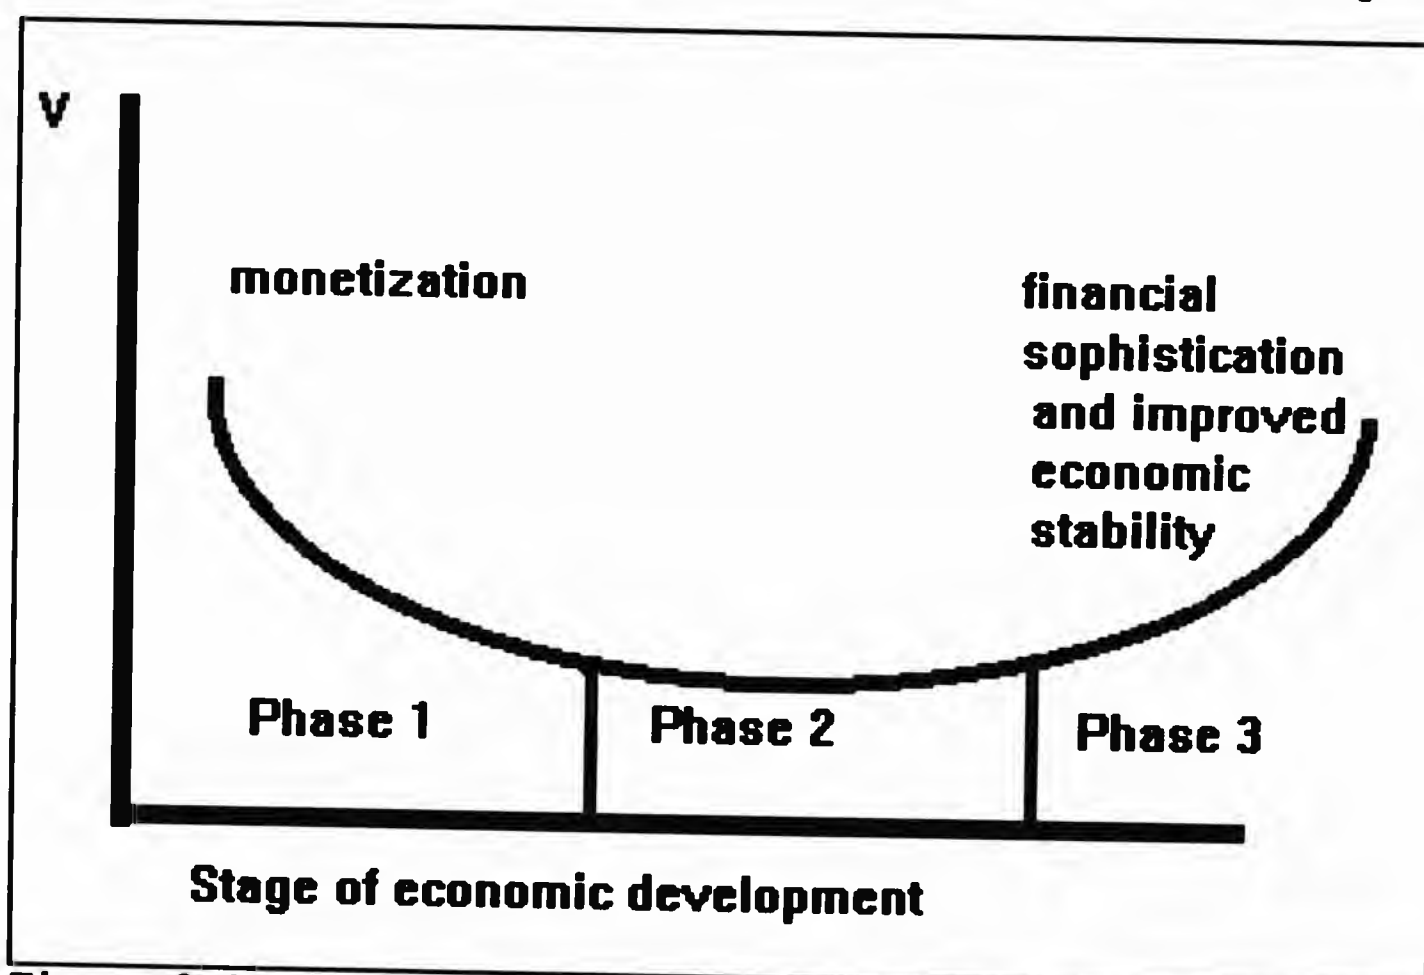 V
monetization
financial
sophistication
and improved
economic
stability
Phase 1
Phase 2
Phase 3
Stage of economic development